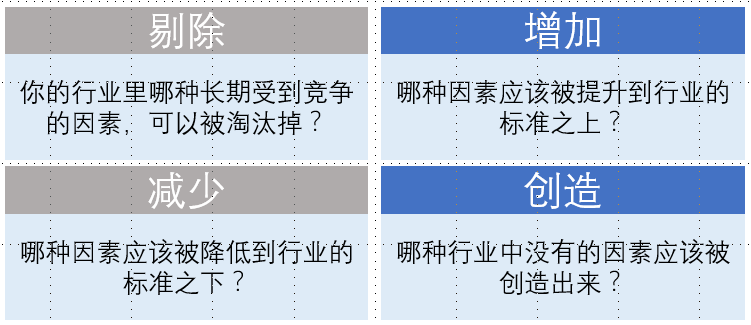 剔除
你的行业里哪种长期受到竞争
的因素，可以被淘汰掉？
增加
哪种因素应该被提升到行业的
标准之上？
减少
哪种因素应该被降低到行业的
标准之下？
创造
哪种行业中没有的因素应该被
创造出来？